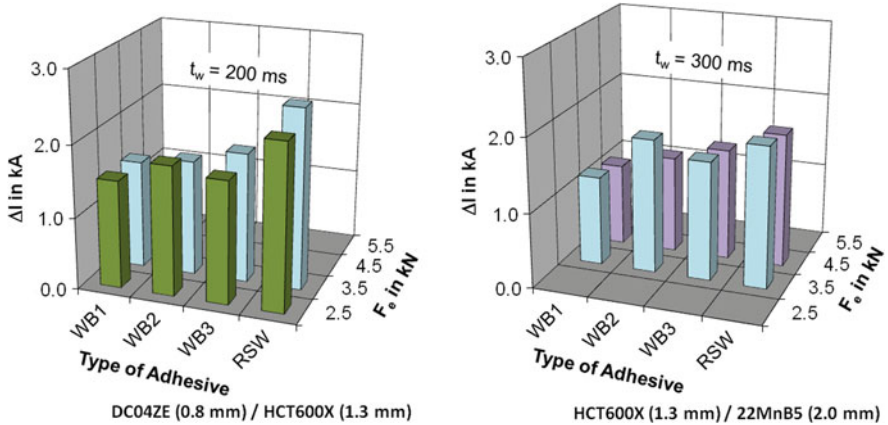 3.0
2.0
1.0
0.0
ΔI in kA
t_w = 200 ms
WB1
WB2
WB3
RSW
Type of Adhesive
5.5
4.5
3.5
2.5
F_e in kN
DC04ZE (0.8 mm) / HCT600X (1.3 mm)
3.0
2.0
1.0
0.0
ΔI in kA
t_w = 300 ms
WB1
WB2
WB3
RSW
Type of Adhesive
5.5
4.5
3.5
2.5
F_e in kN
HCT600X (1.3 mm) / 22MnB5 (2.0 mm)